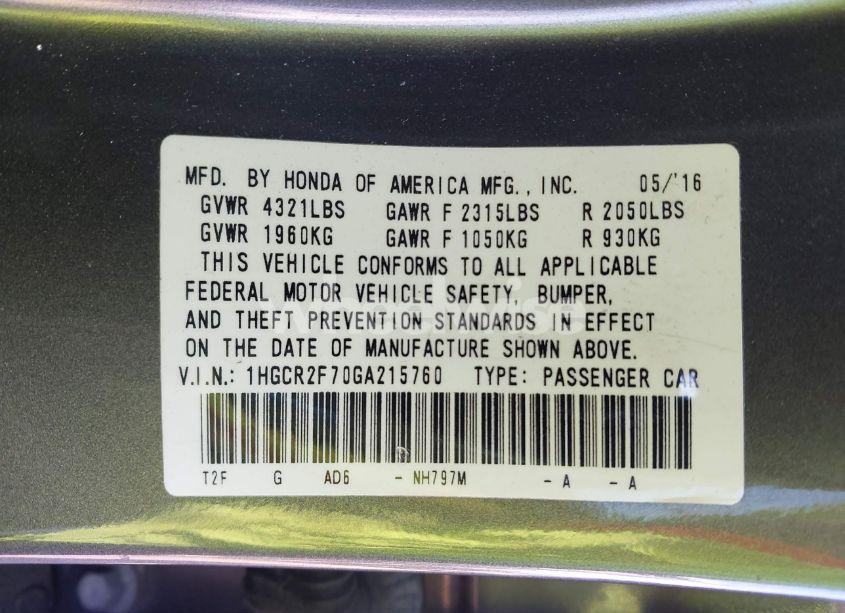 MFD. BY HONDA OF AMERICA MFG., INC. 05/'16
GVWR 4321LBS GAWR F 2315LBS R 2050LBS
GVWR 1960KG GAWR F 1050KG R 930KG
THIS VEHICLE CONFORMS TO ALL APPLICABLE
FEDERAL MOTOR VEHICLE SAFETY, BUMPER,
AND THEFT PREVENTION STANDARDS IN EFFECT
ON THE DATE OF MANUFACTURE SHOWN ABOVE.
V.I.N.: 1HGCR2F70GA215760 TYPE: PASSENGER CAR
T2F G AD6 - NH797M - A - A